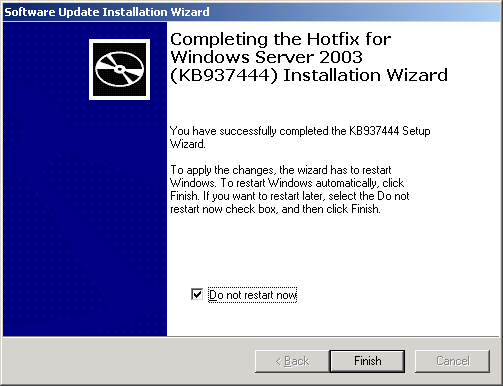 Software Update Installation Wizard
Completing the Hotfix for
Windows Server 2003
(KB937444) Installation Wizard
You have successfully completed the KB937444 Setup
Wizard.
To apply the changes, the wizard has to restart
Windows. To restart Windows automatically, click
Finish. If you want to restart later, select the Do not
restart now check box, and then click Finish.
Do not restart now
< Back Finish Cancel